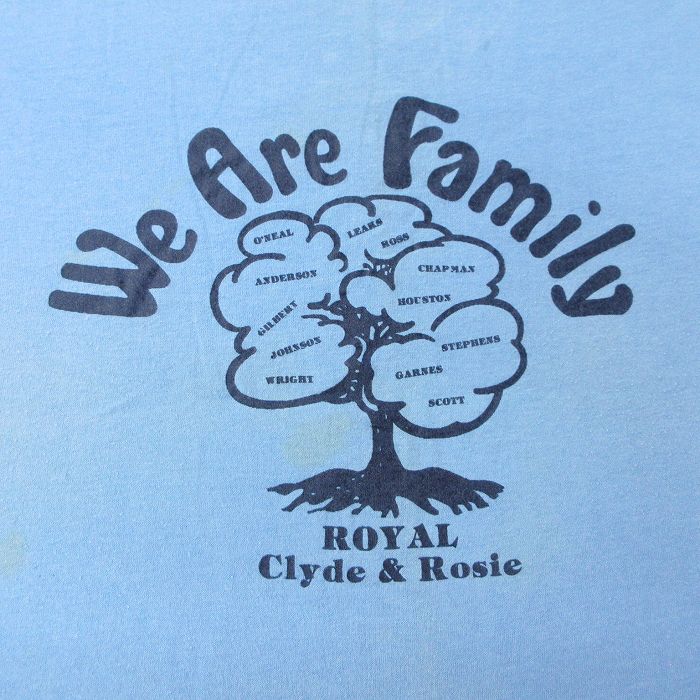 We Are Family
O'NEAL
LEAKS
ROSS
ANDERSON
CHAPMAN
GILBERT
HOUSTON
JOHNSON
STEPHENS
WRIGHT
GARNES
SCOTT
ROYAL
Clyde & Rosie